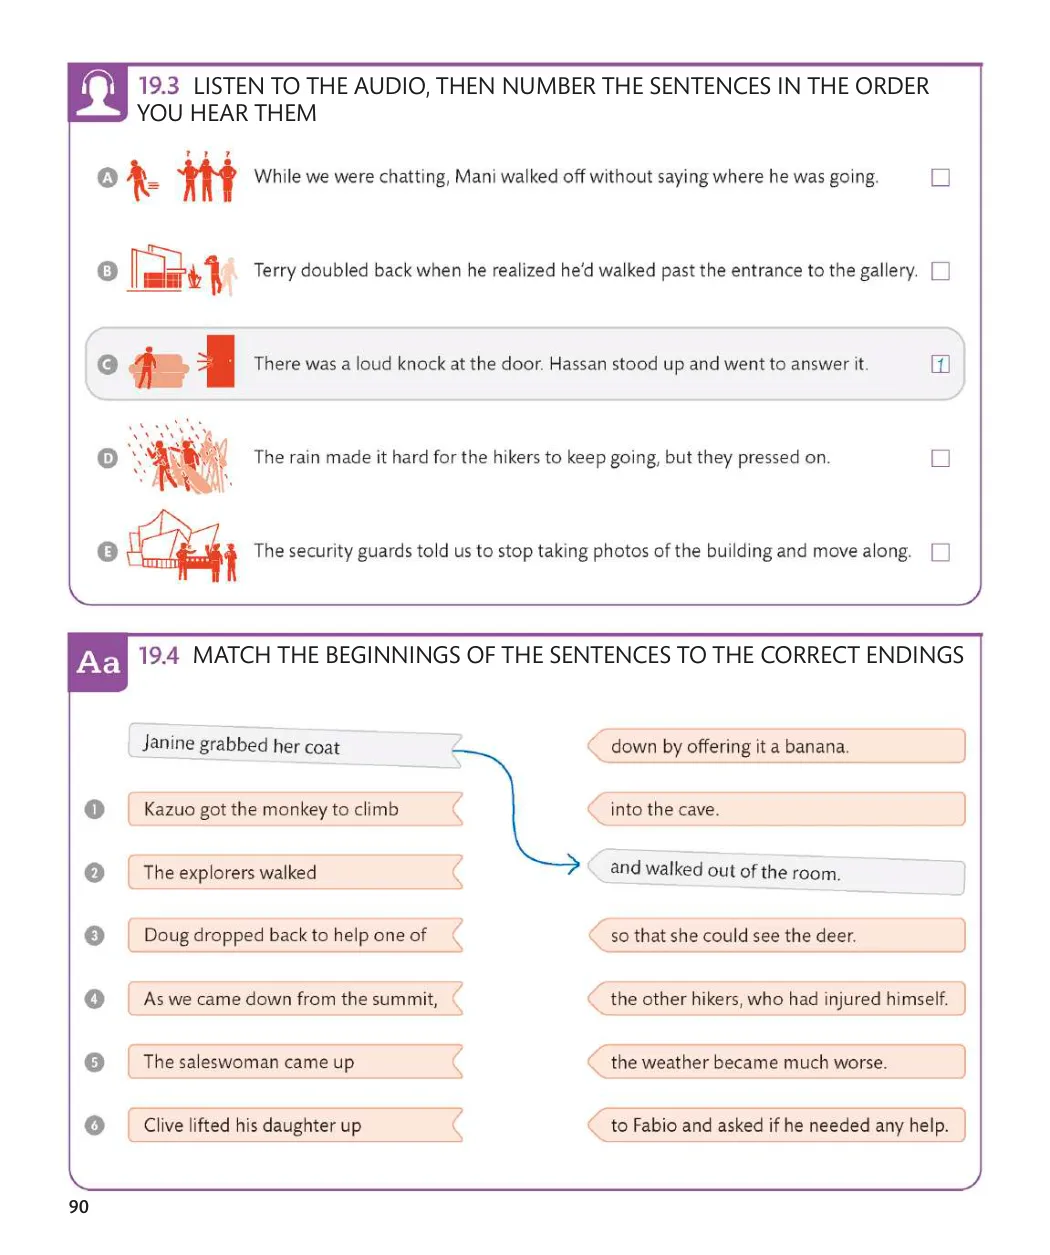 19.3 LISTEN TO THE AUDIO, THEN NUMBER THE SENTENCES IN THE ORDER
YOU HEAR THEM
? ? ?
A While we were chatting, Mani walked off without saying where he was going.
B Terry doubled back when he realized he'd walked past the entrance to the gallery.
C There was a loud knock at the door. Hassan stood up and went to answer it. 1
D The rain made it hard for the hikers to keep going, but they pressed on.
E The security guards told us to stop taking photos of the building and move along.
Aa 19.4 MATCH THE BEGINNINGS OF THE SENTENCES TO THE CORRECT ENDINGS
Janine grabbed her coat
down by offering it a banana.
1 Kazuo got the monkey to climb
into the cave.
2 The explorers walked
and walked out of the room.
3 Doug dropped back to help one of
so that she could see the deer.
4 As we came down from the summit,
the other hikers, who had injured himself.
5 The saleswoman came up
the weather became much worse.
6 Clive lifted his daughter up
to Fabio and asked if he needed any help.
90